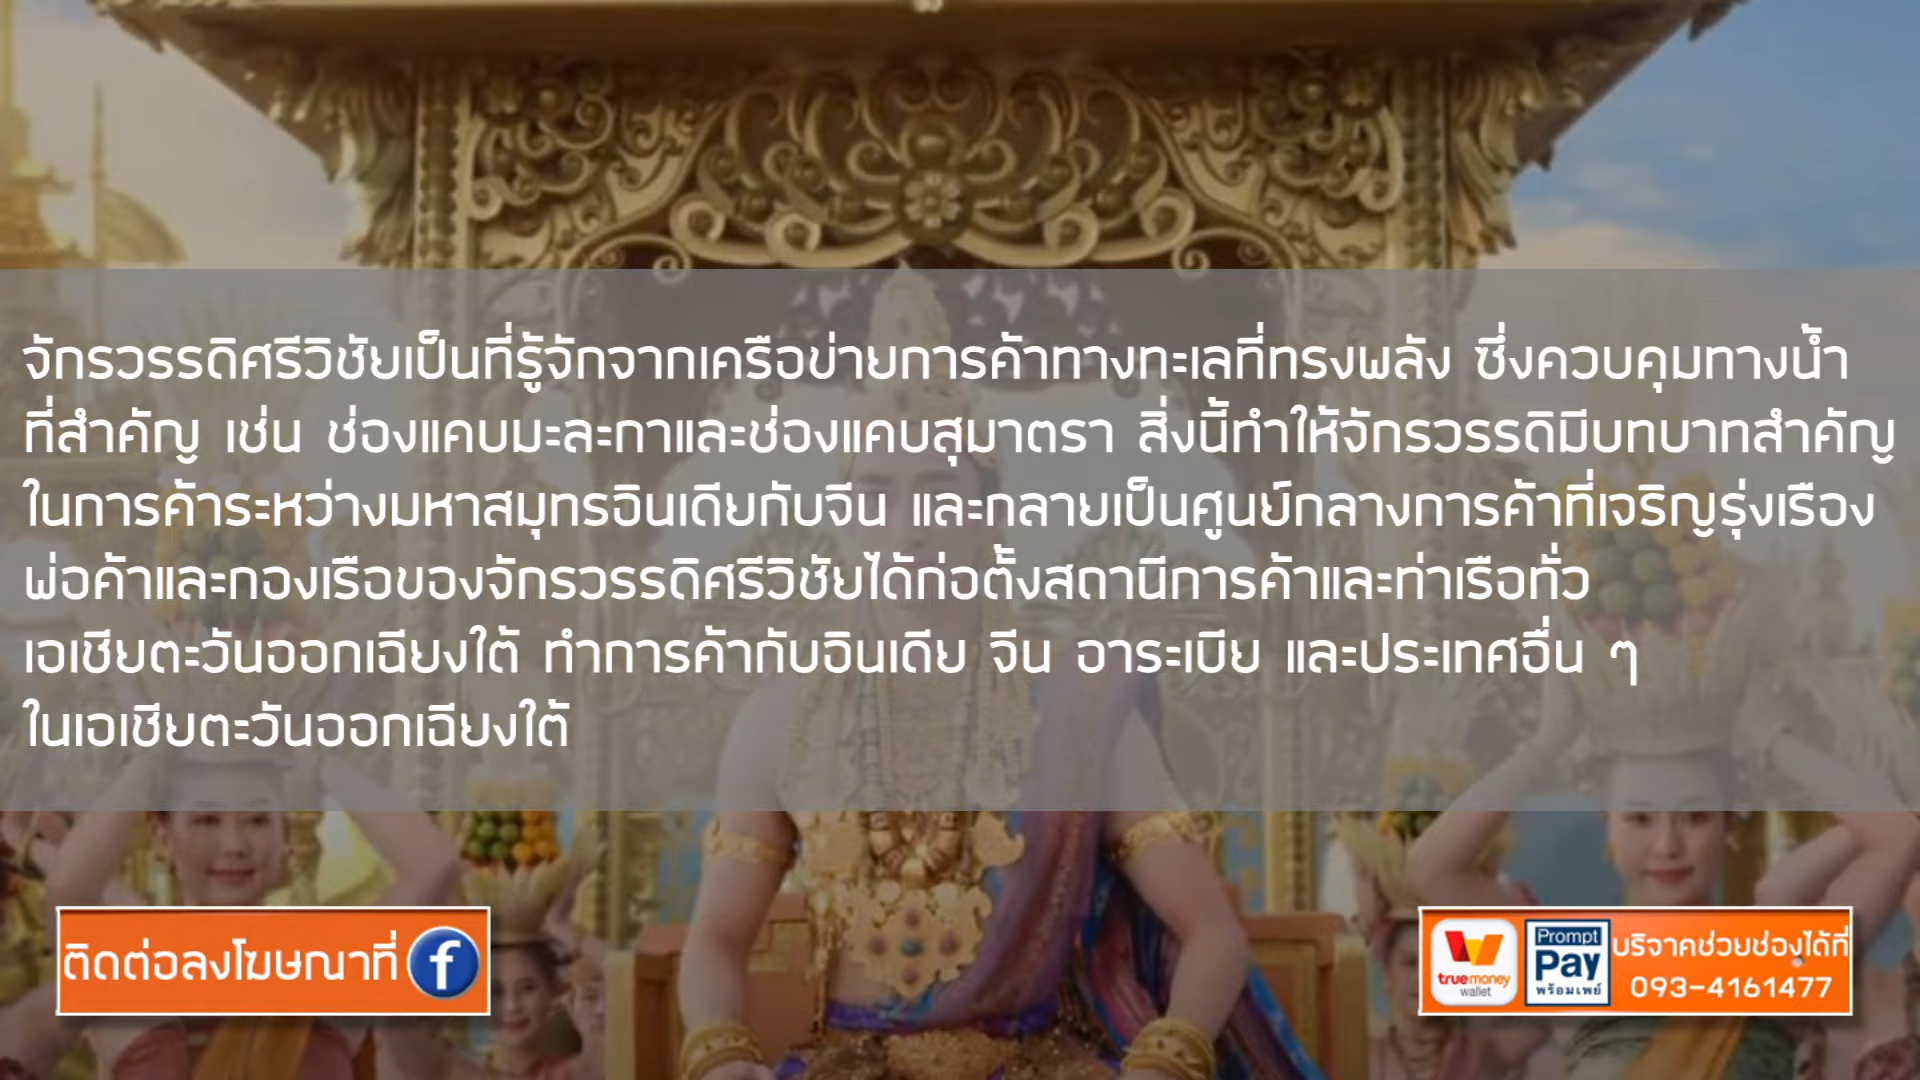 จักรวรรดิศรีวิชัยเป็นที่รู้จักจากเครือข่ายการค้าทางทะเลที่ทรงพลัง ซึ่งควบคุมทางน้ำ
ที่สำคัญ เช่น ช่องแคบมะละกาและช่องแคบสุมาตรา สิ่งนี้ทำให้จักรวรรดิมีบทบาทสำคัญ
ในการค้าระหว่างมหาสมุทรอินเดียกับจีน และกลายเป็นศูนย์กลางการค้าที่เจริญรุ่งเรือง
พ่อค้าและกองเรือของจักรวรรดิศรีวิชัยได้ก่อตั้งสถานีการค้าและท่าเรือทั่ว
เอเชียตะวันออกเฉียงใต้ ทำการค้ากับอินเดีย จีน อาระเบีย และประเทศอื่น ๆ
ในเอเชียตะวันออกเฉียงใต้
ติดต่อลงโฆษณาที่ f
truemoney
wallet
Prompt
Pay
พร้อมเพย์
บริจาคช่วยช่องได้ที่
093-4161477